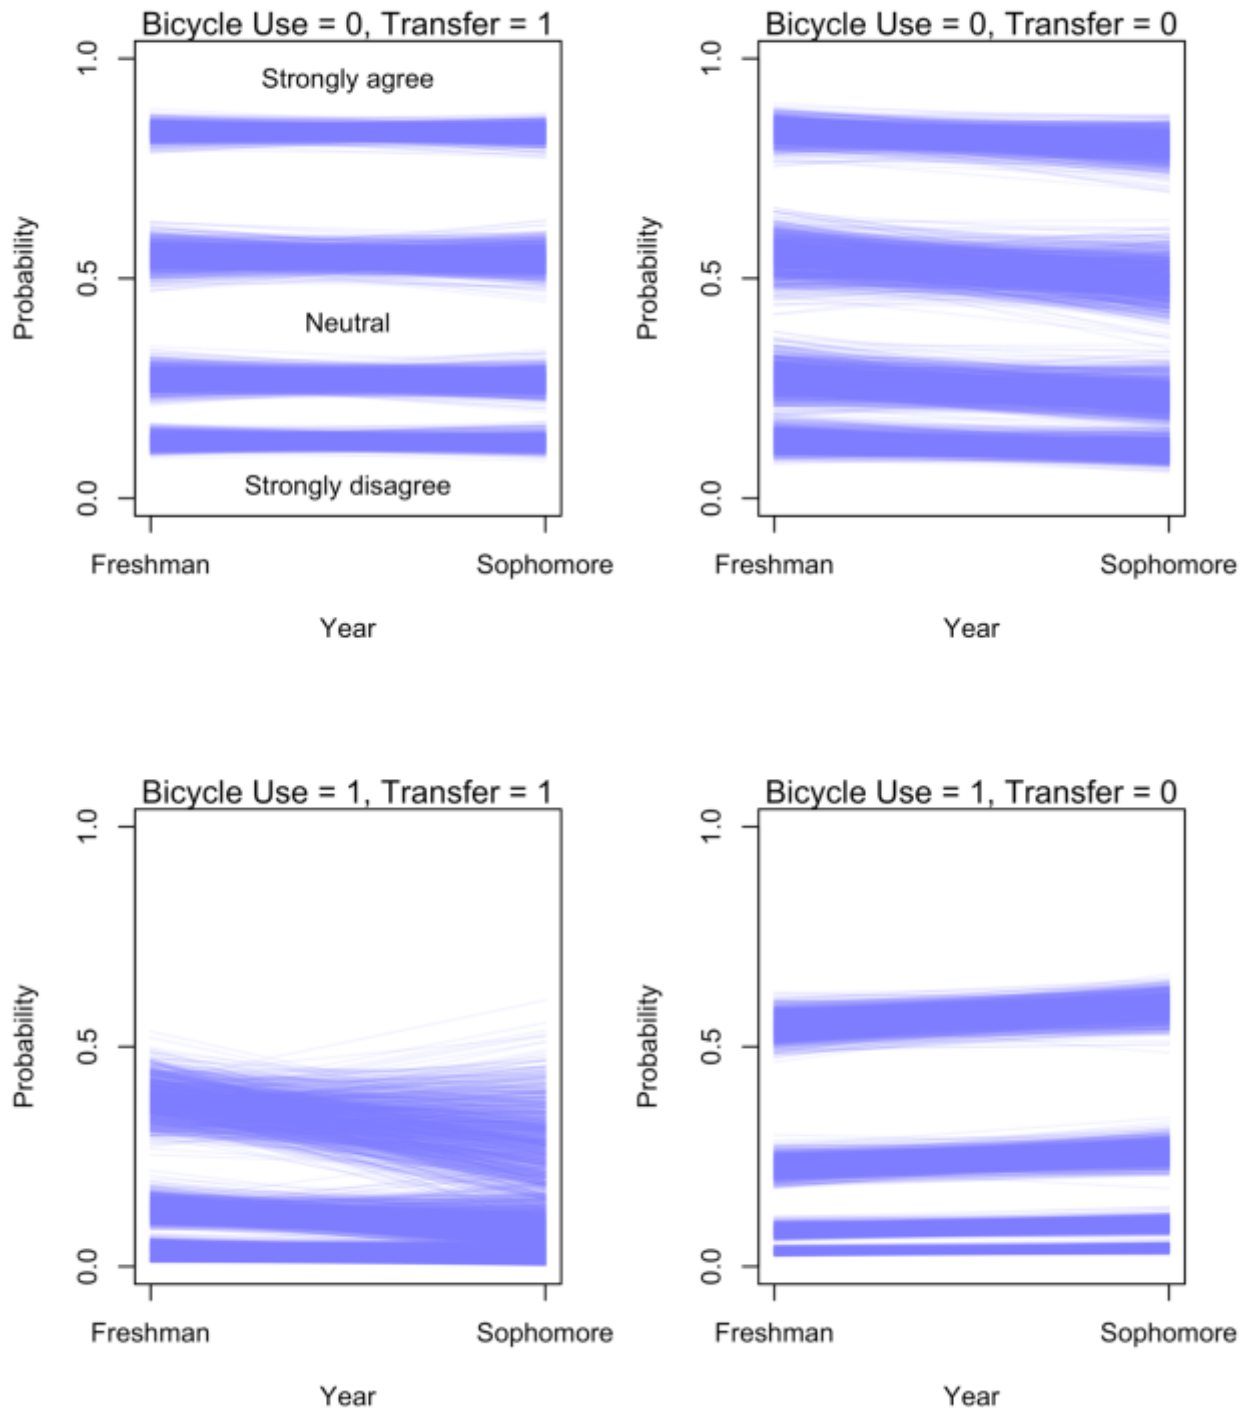 Bicycle Use = 0, Transfer = 1
1.0
Strongly agree
Probability
0.5
Neutral
0.0
Strongly disagree
Freshman Sophomore
Year
Bicycle Use = 0, Transfer = 0
1.0
Probability
0.5
0.0
Freshman Sophomore
Year
Bicycle Use = 1, Transfer = 1
1.0
Probability
0.5
0.0
Freshman Sophomore
Year
Bicycle Use = 1, Transfer = 0
1.0
Probability
0.5
0.0
Freshman Sophomore
Year